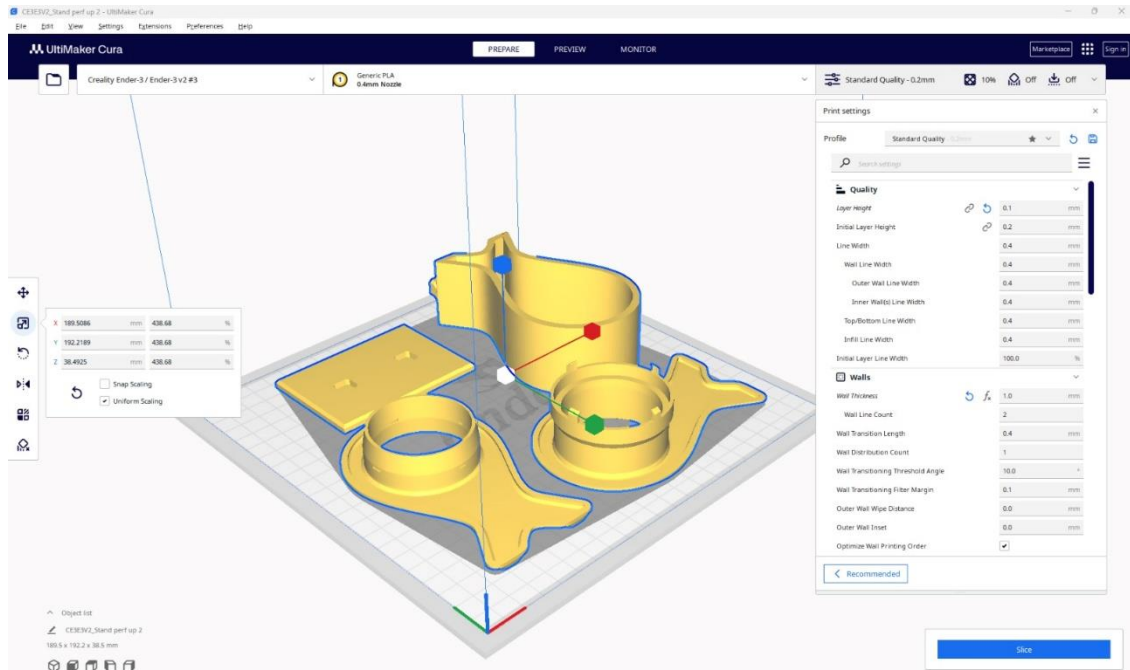 CE3E3V2_Stand perf up 2 - UltiMaker Cura
File Edit View Settings Extensions Preferences Help
UltiMaker Cura
PREPARE PREVIEW MONITOR
Marketplace Sign in
Creality Ender-3 / Ender-3 v2 #3
1 Generic PLA
0.4mm Nozzle
Standard Quality - 0.2mm 10% Off Off
Print settings
Profile Standard Quality - 0.2mm
Search settings
Quality
Layer Height 0.1 mm
Initial Layer Height 0.2 mm
Line Width 0.4 mm
Wall Line Width 0.4 mm
Outer Wall Line Width 0.4 mm
Inner Wall(s) Line Width 0.4 mm
Top/Bottom Line Width 0.4 mm
Infill Line Width 0.4 mm
Initial Layer Line Width 100.0 %
Walls
Wall Thickness 1.0 mm
Wall Line Count 2
Wall Transition Length 0.4 mm
Wall Distribution Count 1
Wall Transitioning Threshold Angle 10.0 °
Wall Transitioning Filter Margin 0.1 mm
Outer Wall Wipe Distance 0.0 mm
Outer Wall Inset 0.0 mm
Optimize Wall Printing Order
Recommended
X 189.5086 mm 438.68 %
Y 192.2189 mm 438.68 %
Z 38.4925 mm 438.68 %
Snap Scaling
Uniform Scaling
Object list
CE3E3V2_Stand perf up 2
189.5 x 192.2 x 38.5 mm
Slice